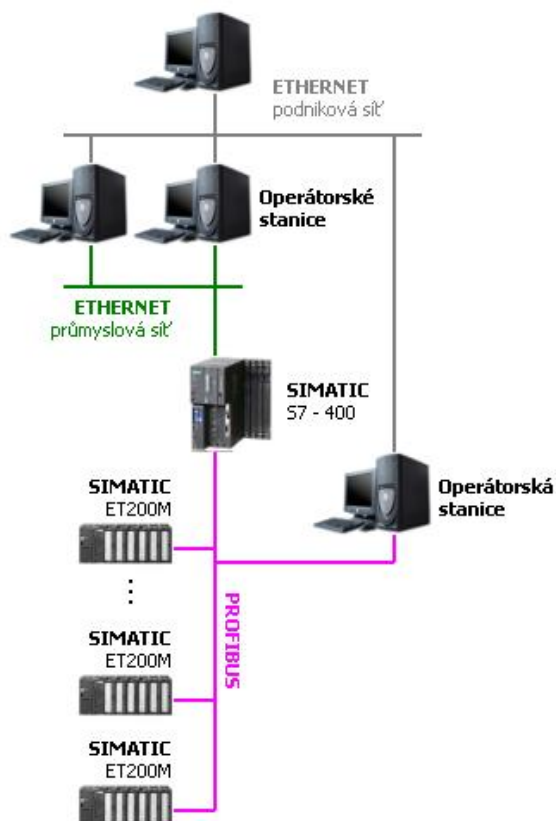 ETHERNET
podniková síť
Operátorské
stanice
ETHERNET
průmyslová síť
SIMATIC
S7 - 400
SIMATIC
ET200M
Operátorská
stanice
PROFIBUS
SIMATIC
ET200M
SIMATIC
ET200M